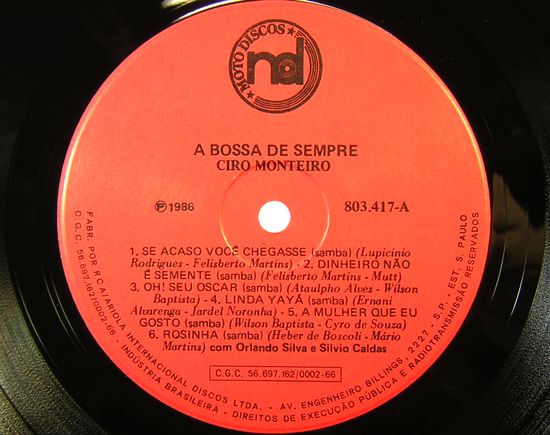 MOTO DISCOS
nd
A BOSSA DE SEMPRE
CIRO MONTEIRO
℗ 1986
803.417-A
1, SE ACASO VOCÊ CHEGASSE (samba) (Lupicinio
Rodrigues - Felisberto Martins) - 2. DINHEIRO NÃO
É SEMENTE (samba) (Felisberto Martins - Mutt)
3, OH! SEU OSCAR (samba) (Ataulpho Alves - Wilson
Baptista) - 4. LINDA YAYÁ (samba) (Ernani
Alvarenga - Jardel Noronha) - 5. A MULHER QUE EU
GOSTO (samba) (Wilson Baptista - Cyro de Souza)
6. ROSINHA (samba) (Heber de Boscoli - Mário
Martins) com Orlando Silva e Silvio Caldas
C.G.C. 56.697.162/0002-66
FABR. POR RCA/ARIOLA INTERNACIONAL DISCOS LTDA. - AV. ENGENHEIRO BILLINGS, 2.227 - S.P., EST. S. PAULO
C.G.C. 56.697.162/0002-66 - INDÚSTRIA BRASILEIRA - DIREITOS DE EXECUÇÃO PÚBLICA E RADIOTRANSMISSÃO RESERVADOS